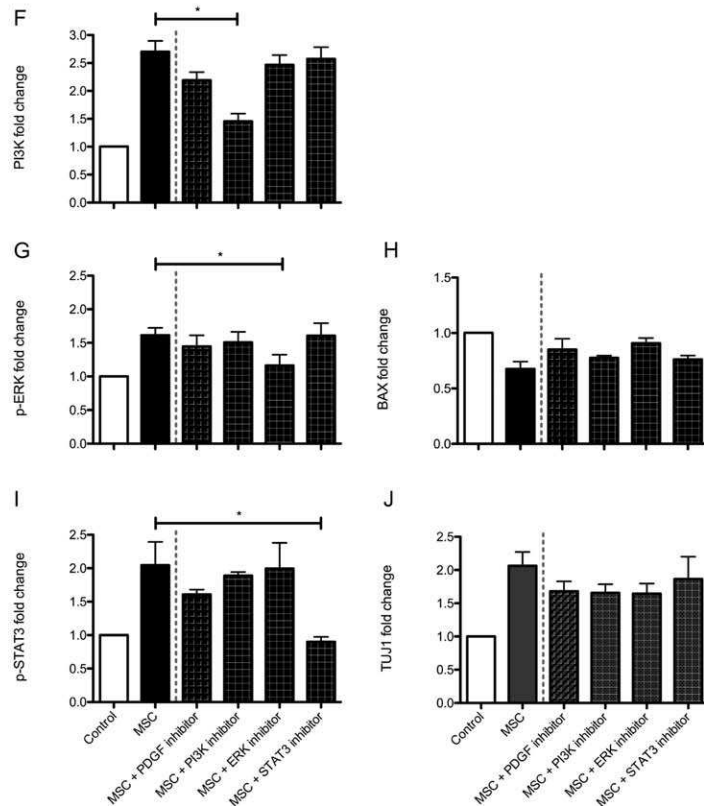 F
*
PI3K fold change
3.0
2.5
2.0
1.5
1.0
0.5
0.0
G
*
p-ERK fold change
2.5
2.0
1.5
1.0
0.5
0.0
H
BAX fold change
1.5
1.0
0.5
0.0
I
*
p-STAT3 fold change
2.5
2.0
1.5
1.0
0.5
0.0
Control
MSC
MSC + PDGF inhibitor
MSC + PI3K inhibitor
MSC + ERK inhibitor
MSC + STAT3 inhibitor
J
TUJ1 fold change
2.5
2.0
1.5
1.0
0.5
0.0
Control
MSC
MSC + PDGF inhibitor
MSC + PI3K inhibitor
MSC + ERK inhibitor
MSC + STAT3 inhibitor